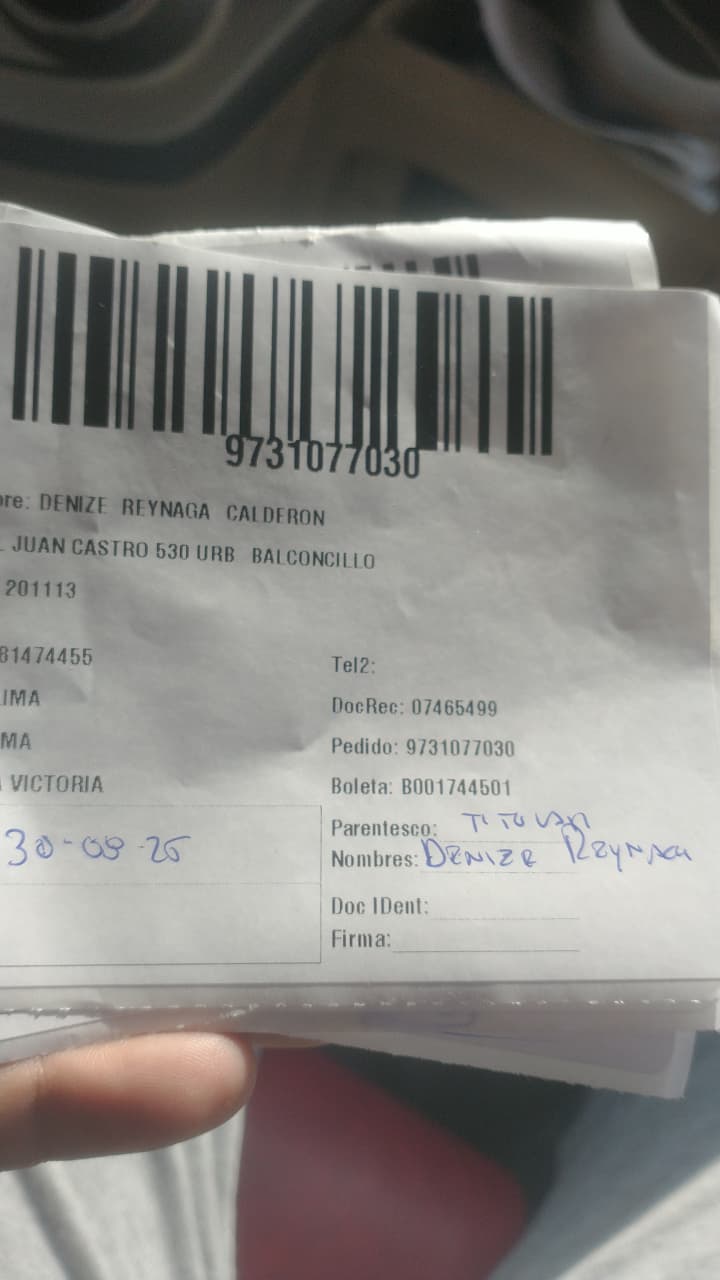 9731077030
bre: DENIZE REYNAGA CALDERON
JUAN CASTRO 530 URB BALCONCILLO
201113
81474455
Tel2:
IMA
DocRec: 07465499
MA
Pedido: 9731077030
VICTORIA
Boleta: B001744501
Parentesco: TITULAR
30-08-25
Nombres: DENIZE REYNAGA
Doc IDent:
Firma: